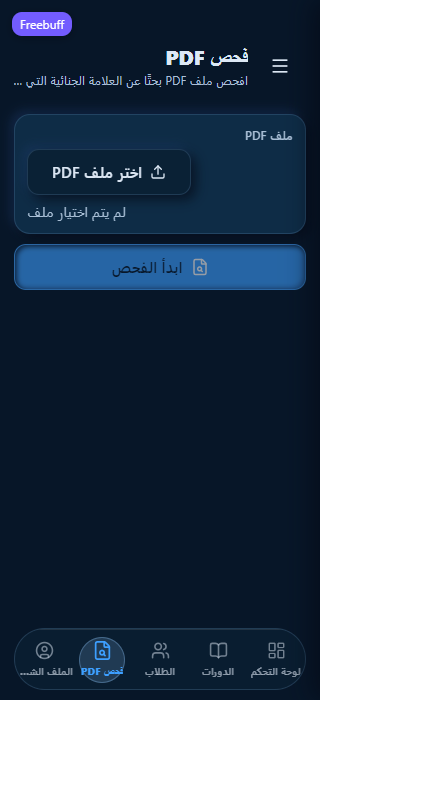 Freebuff
فحص PDF
افحص ملف PDF بحثًا عن العلامة الجنائية التي ...
ملف PDF
اختر ملف PDF
لم يتم اختيار ملف
ابدأ الفحص
لوحة التحكم
الدورات
الطلاب
فحص PDF
الملف الشـ...